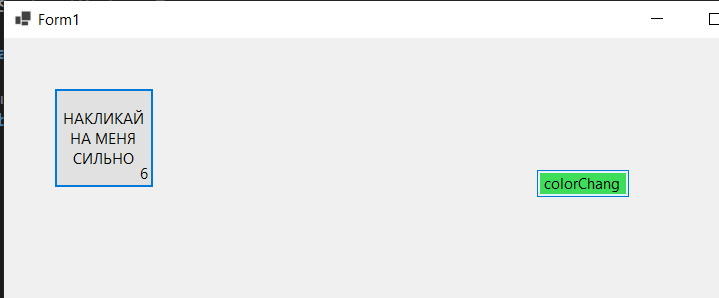 Form1
НАКЛИКАЙ
НА МЕНЯ
СИЛЬНО
6
colorChang